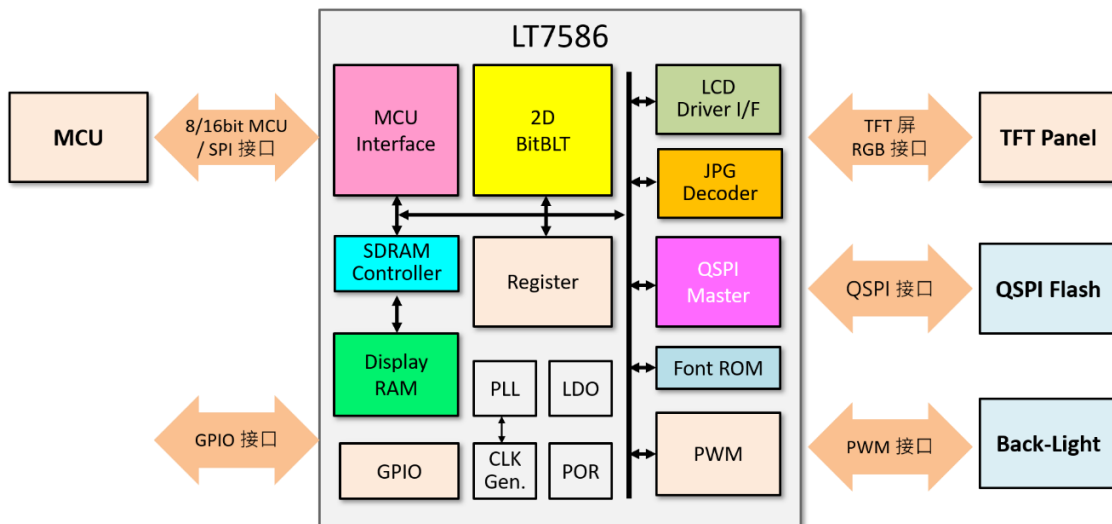 LT7586
MCU
8/16bit MCU
/ SPI 接口
MCU
Interface
2D
BitBLT
LCD
Driver I/F
TFT 屏
RGB 接口
TFT Panel
JPG
Decoder
SDRAM
Controller
Register
QSPI
Master
QSPI 接口
QSPI Flash
Display
RAM
PLL
LDO
Font ROM
GPIO 接口
GPIO
CLK
Gen.
POR
PWM
PWM 接口
Back-Light